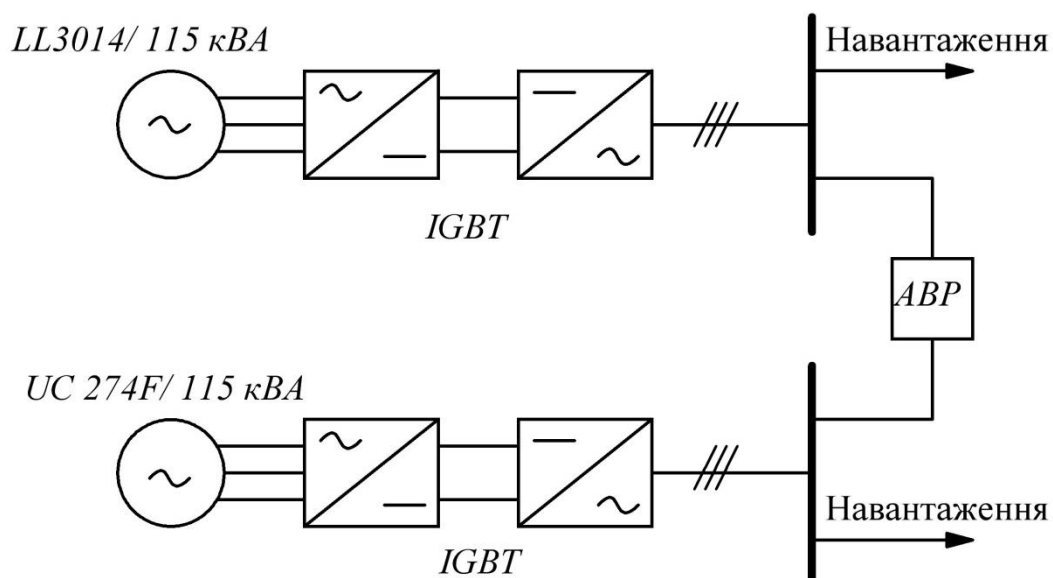 LL3014/ 115 кВА
Навантаження
IGBT
АВР
UC 274F/ 115 кВА
Навантаження
IGBT